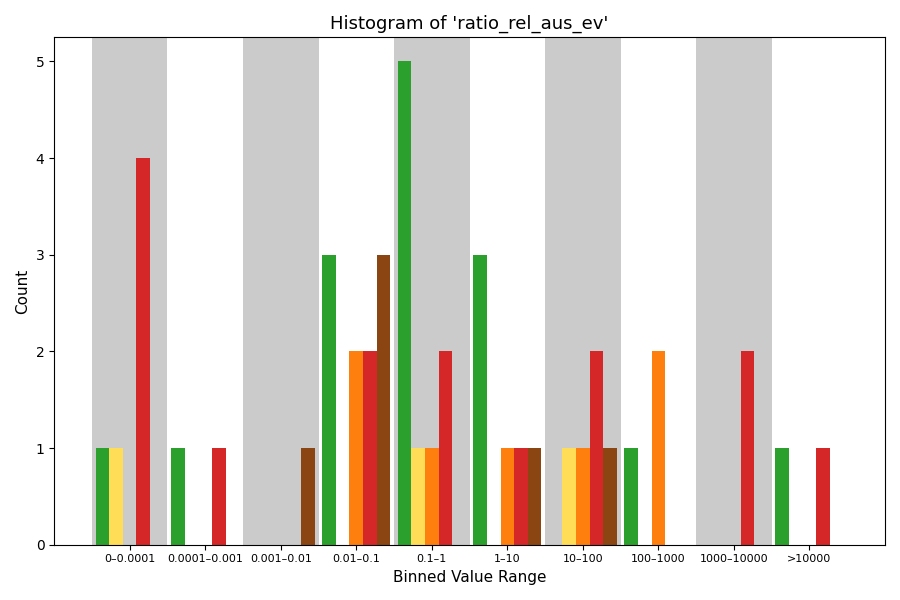 Histogram of 'ratio_rel_aus_ev'
Count
5
4
3
2
1
0
0–0.0001 0.0001–0.001 0.001–0.01 0.01–0.1 0.1–1 1–10 10–100 100–1000 1000–10000 >10000
Binned Value Range